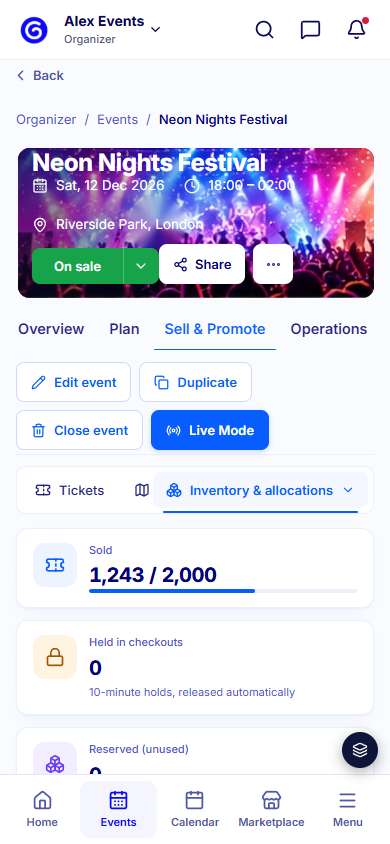 Alex Events
Organizer
Back
Organizer / Events / Neon Nights Festival
Neon Nights Festival
Sat, 12 Dec 2026 18:00 – 02:00
Riverside Park, London
On sale Share ...
Overview Plan Sell & Promote Operations
Edit event Duplicate
Close event Live Mode
Tickets Inventory & allocations
Sold
1,243 / 2,000
Held in checkouts
0
10-minute holds, released automatically
Reserved (unused)
0
Home Events Calendar Marketplace Menu